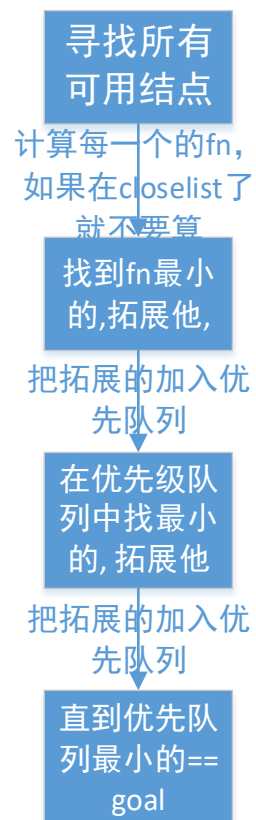 寻找所有
可用结点
计算每一个的fn，
如果在closelist了
就不要算
找到fn最小
的,拓展他,
把拓展的加入优
先队列
在优先级队
列中找最小
的, 拓展他
把拓展的加入优
先队列
直到优先队
列最小的==
goal